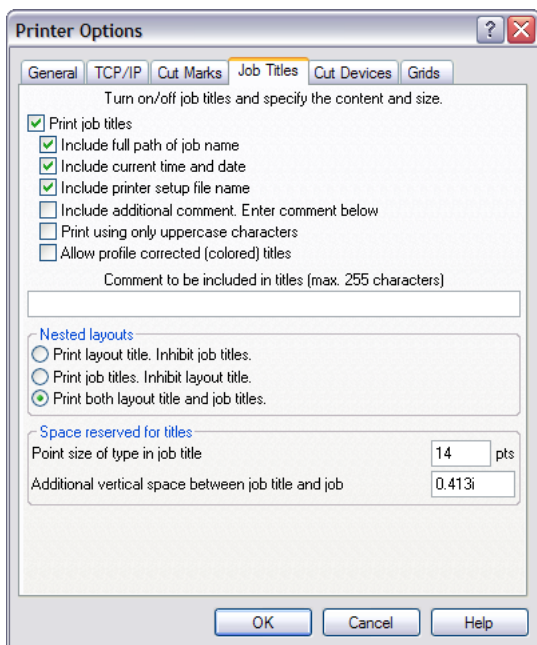 Printer Options
General TCP/IP Cut Marks Job Titles Cut Devices Grids
Turn on/off job titles and specify the content and size.
Print job titles
Include full path of job name
Include current time and date
Include printer setup file name
Include additional comment. Enter comment below
Print using only uppercase characters
Allow profile corrected (colored) titles
Comment to be included in titles (max. 255 characters)
Nested layouts
Print layout title. Inhibit job titles.
Print job titles. Inhibit layout title.
Print both layout title and job titles.
Space reserved for titles
Point size of type in job title 14 pts
Additional vertical space between job title and job 0.413i
OK Cancel Help